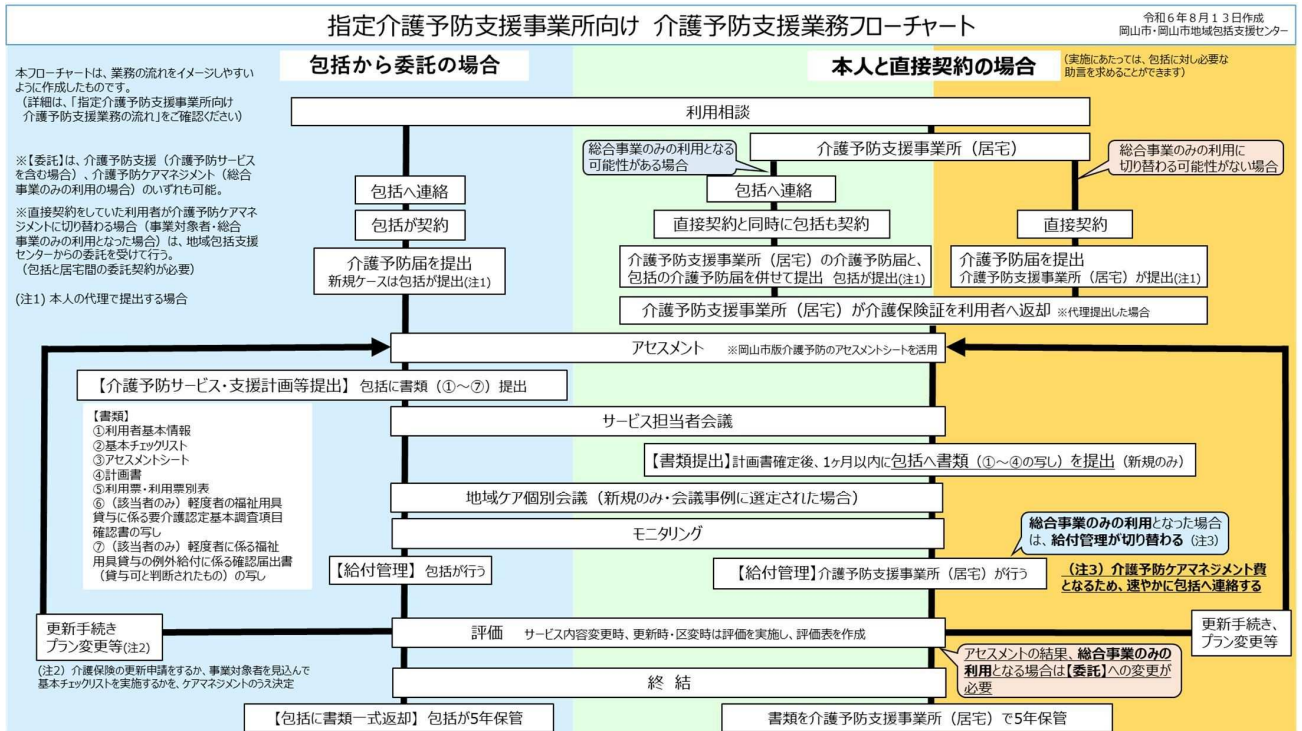 指定介護予防支援事業所向け 介護予防支援業務フローチャート
令和6年8月13日作成
岡山市・岡山市地域包括支援センター
本フローチャートは、業務の流れをイメージしやすい
ように作成したものです。
(詳細は、「指定介護予防支援事業所向け
介護予防支援業務の流れ」をご確認ください)
※【委託】は、介護予防支援(介護予防サービス
を含む場合)、介護予防ケアマネジメント(総合
事業のみの利用の場合)のいずれも可能。
※直接契約をしていた利用者が介護予防ケアマネ
ジメントに切り替わる場合(事業対象者・総合
事業のみの利用となった場合)は、地域包括支援
センターからの委託を受けて行う。
(包括と居宅間の委託契約が必要)
(注1) 本人の代理で提出する場合
包括から委託の場合
本人と直接契約の場合
(実施にあたっては、包括に対し必要な
助言を求めることができます)
利用相談
総合事業のみの利用となる
可能性がある場合
介護予防支援事業所(居宅)
総合事業のみの利用に
切り替わる可能性がない場合
包括へ連絡
包括へ連絡
包括が契約
直接契約と同時に包括も契約
直接契約
介護予防届を提出
新規ケースは包括が提出(注1)
介護予防支援事業所(居宅)の介護予防届と、
包括の介護予防届を併せて提出 包括が提出(注1)
介護予防届を提出
介護予防支援事業所(居宅)が提出(注1)
介護予防支援事業所(居宅)が介護保険証を利用者へ返却 ※代理提出した場合
アセスメント ※岡山市版介護予防のアセスメントシートを活用
【介護予防サービス・支援計画等提出】 包括に書類(①～⑦)提出
【書類】
①利用者基本情報
②基本チェックリスト
③アセスメントシート
④計画書
⑤利用票・利用票別表
⑥(該当者のみ)軽度者の福祉用具
貸与に係る要介護認定基本調査項目
確認書の写し
⑦(該当者のみ)軽度者に係る福祉
用具貸与の例外給付に係る確認届出書
(貸与可と判断されたもの)の写し
サービス担当者会議
【書類提出】計画書確定後、1ヶ月以内に包括へ書類(①～④の写し)を提出(新規のみ)
地域ケア個別会議(新規のみ・会議事例に選定された場合)
モニタリング
総合事業のみの利用となった場合
は、給付管理が切り替わる(注3)
【給付管理】 包括が行う
【給付管理】介護予防支援事業所(居宅)が行う
(注3)介護予防ケアマネジメント費
となるため、速やかに包括へ連絡する
更新手続き
プラン変更等(注2)
評価 サービス内容変更時、更新時・区変時は評価を実施し、評価表を作成
更新手続き、
プラン変更等
(注2) 介護保険の更新申請をするか、事業対象者を見込んで
基本チェックリストを実施するかを、ケアマネジメントのうえ決定
アセスメントの結果、総合事業のみの
利用となる場合は【委託】への変更が
必要
終 結
【包括に書類一式返却】 包括が5年保管
書類を介護予防支援事業所(居宅)で5年保管